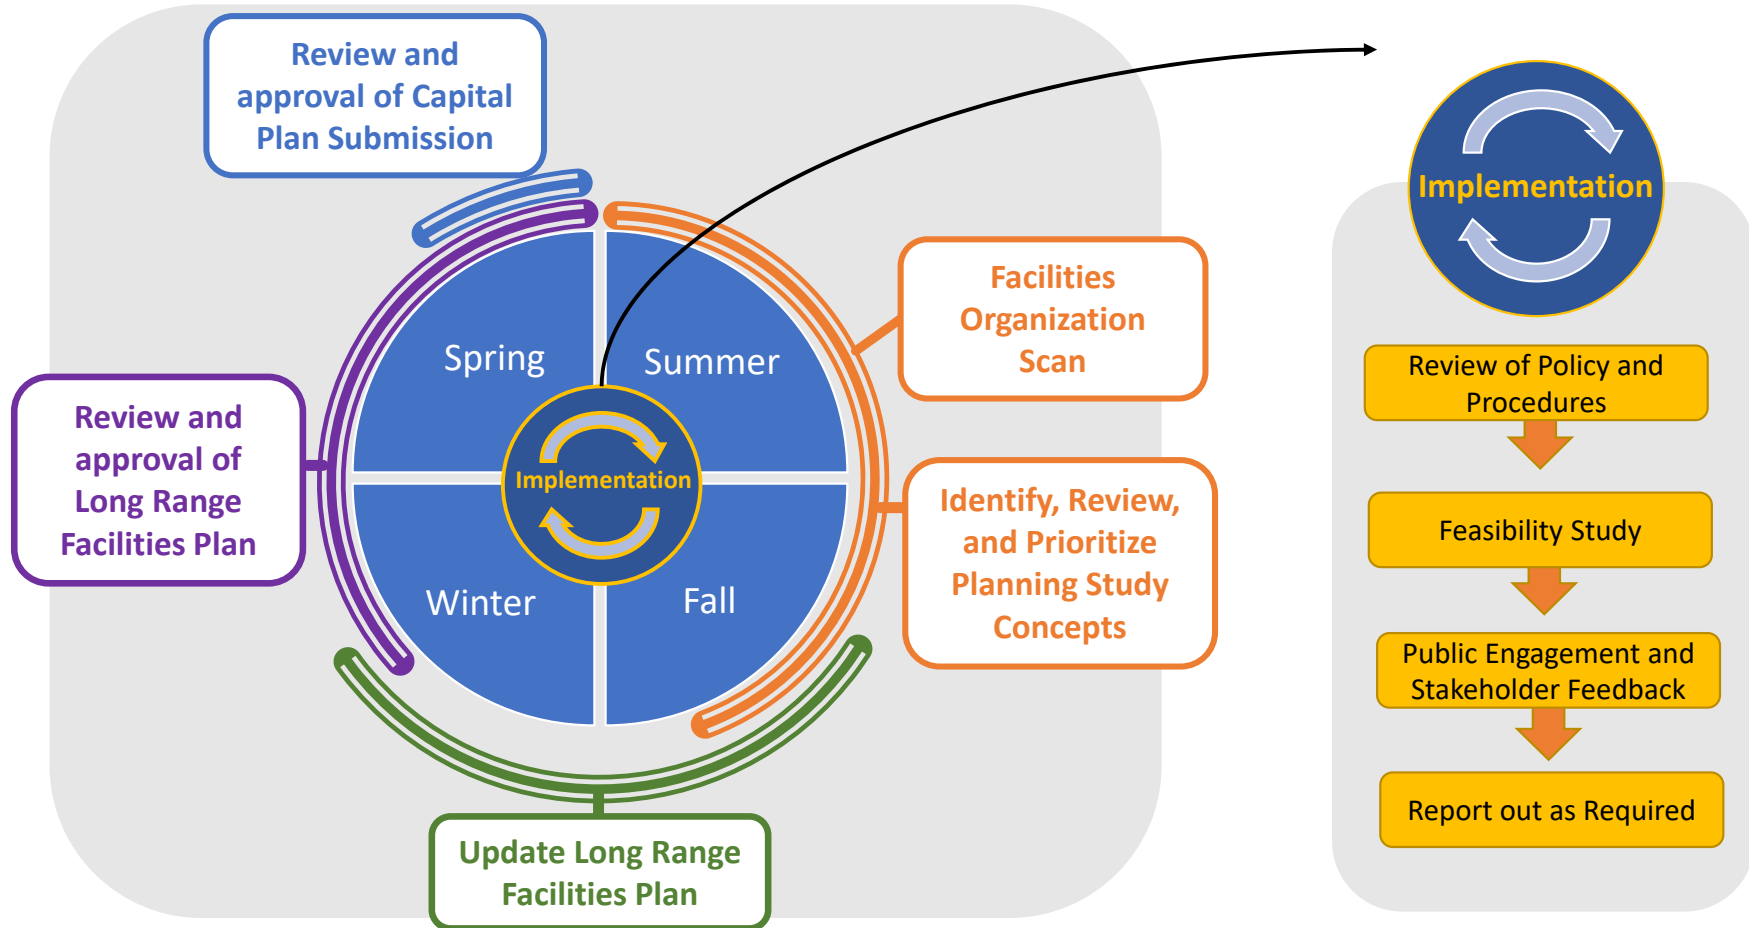 Review and
approval of Capital
Plan Submission
Facilities
Organization
Scan
Spring
Summer
Review and
approval of
Long Range
Facilities Plan
Implementation
Identify, Review,
and Prioritize
Planning Study
Concepts
Winter
Fall
Update Long Range
Facilities Plan
Implementation
Review of Policy and
Procedures
Feasibility Study
Public Engagement and
Stakeholder Feedback
Report out as Required